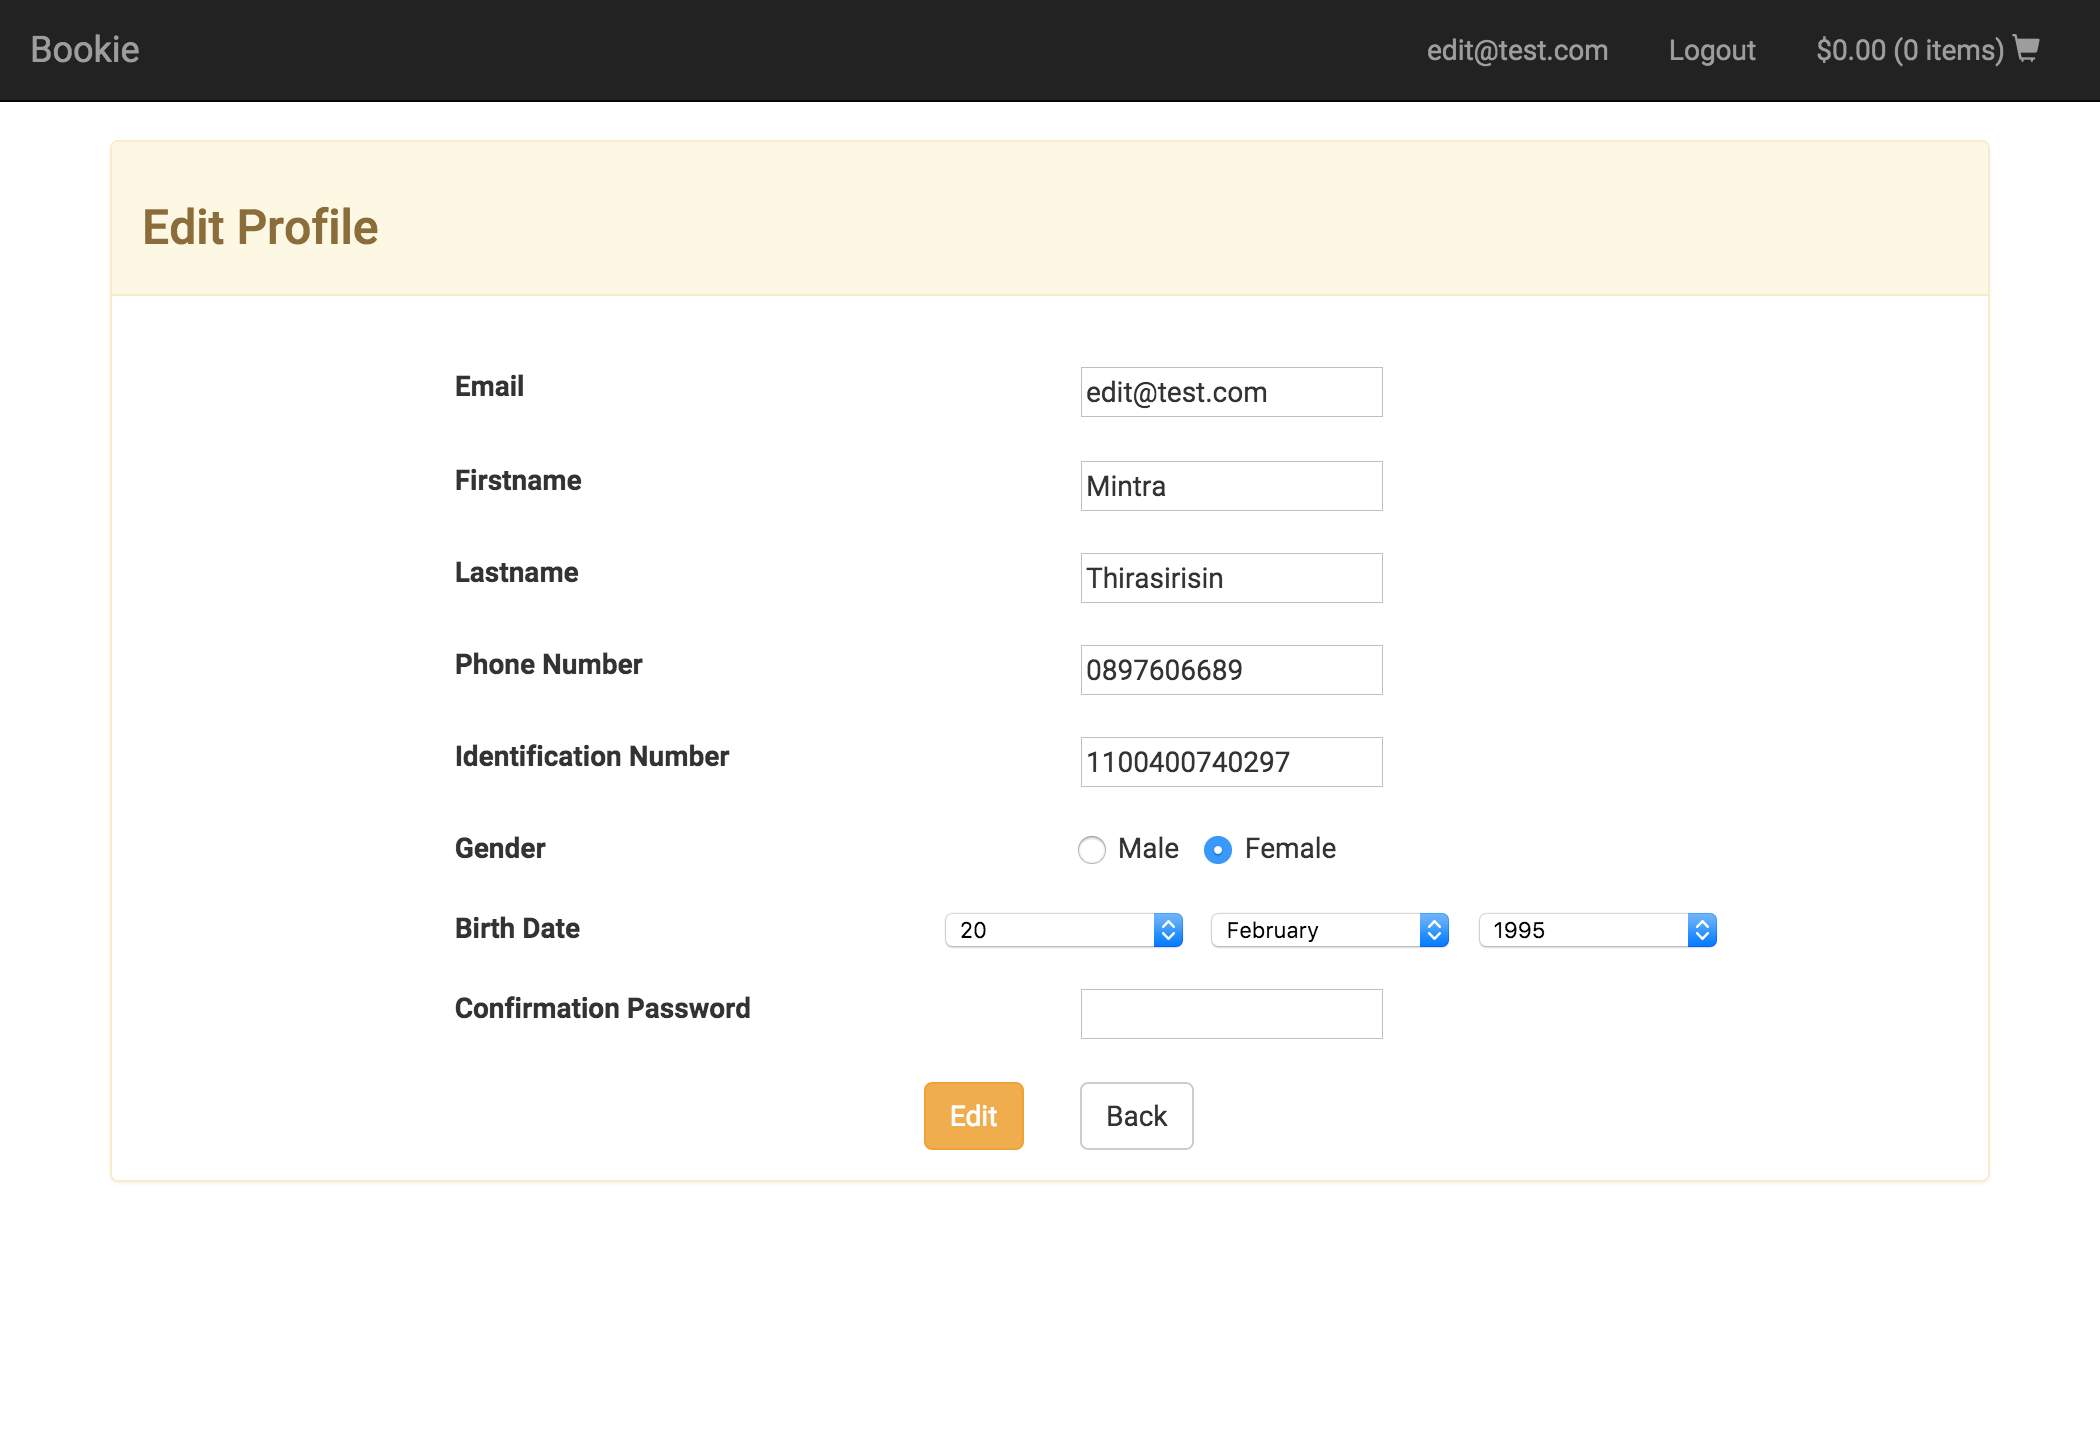 Bookie edit@test.com Logout $0.00 (0 items)
Edit Profile
Email edit@test.com
Firstname Mintra
Lastname Thirasirisin
Phone Number 0897606689
Identification Number 1100400740297
Gender Male Female
Birth Date 20 February 1995
Confirmation Password
Edit Back